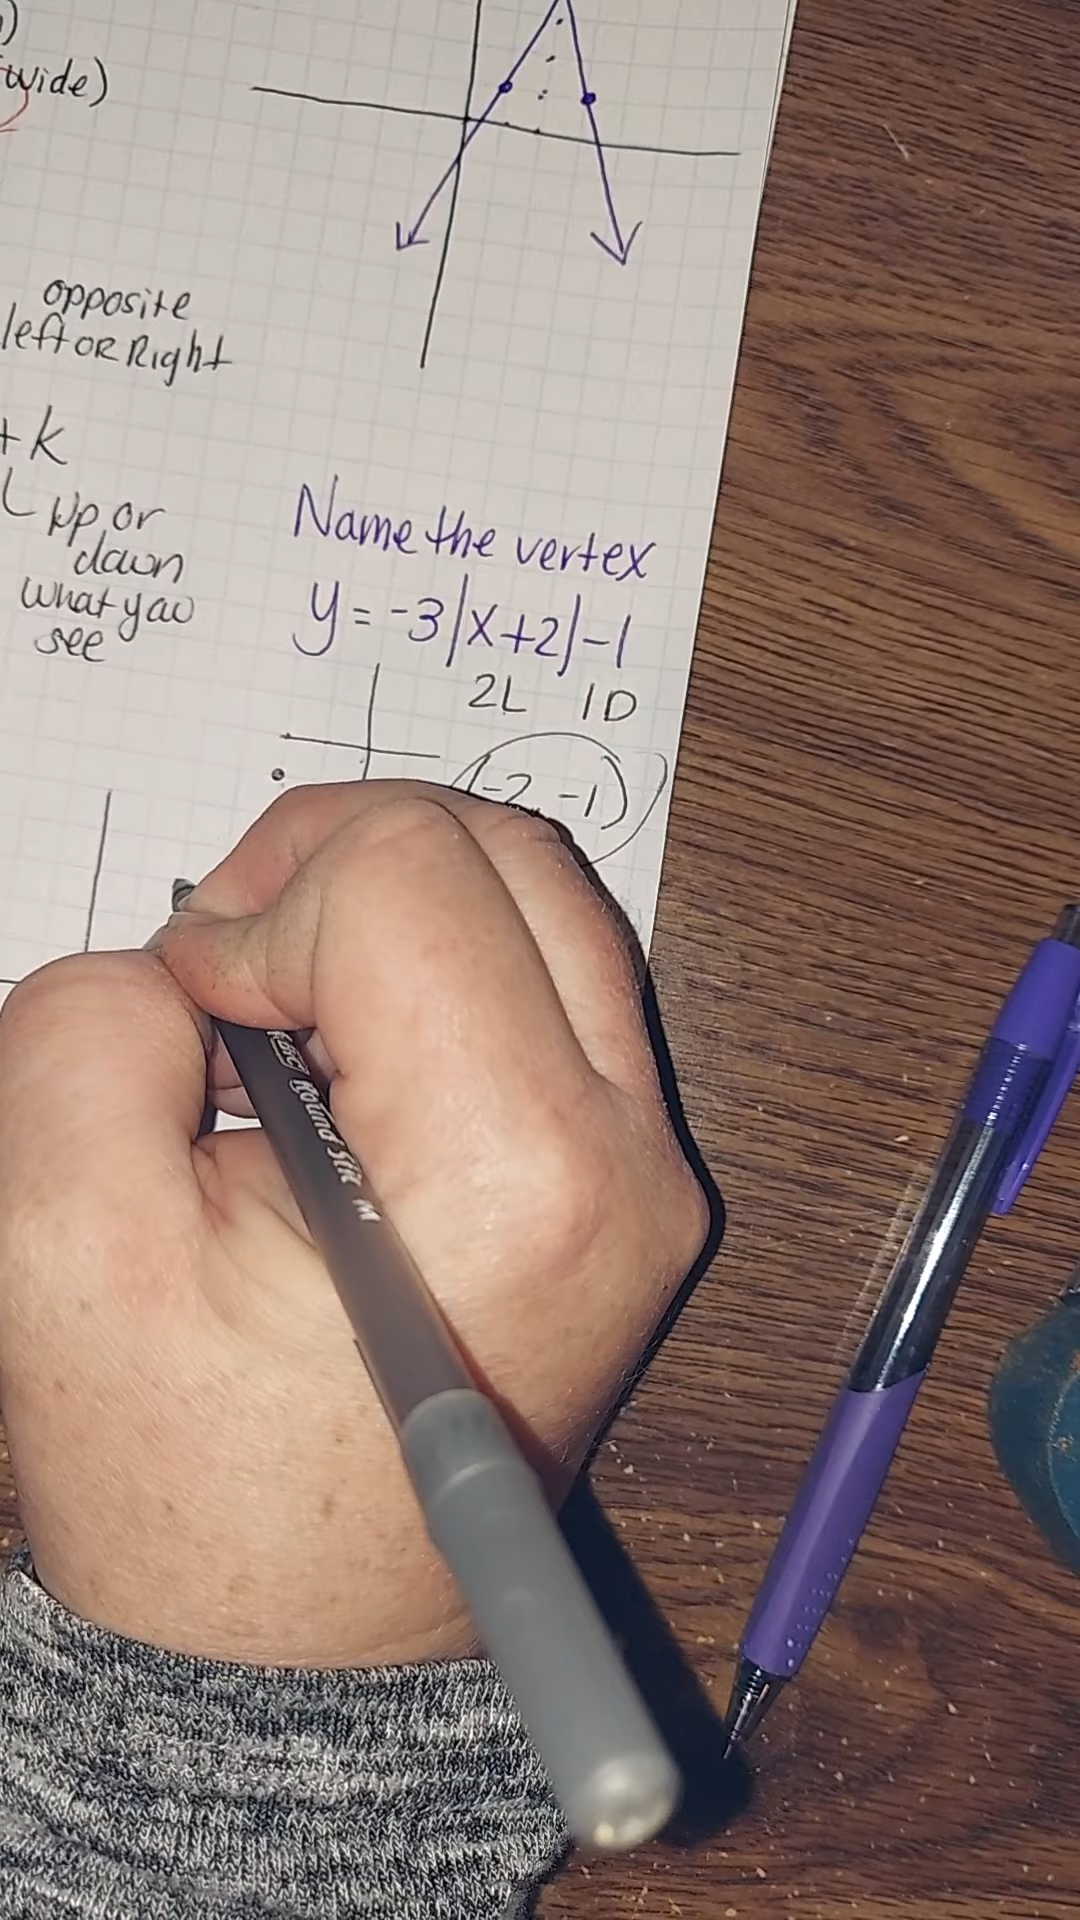 wide)
opposite
left OR Right
+k
up or
down
what you
see
Name the vertex
y = -3|x+2|-1
2L 1D
(-2, -1)
BIC Round Stic M